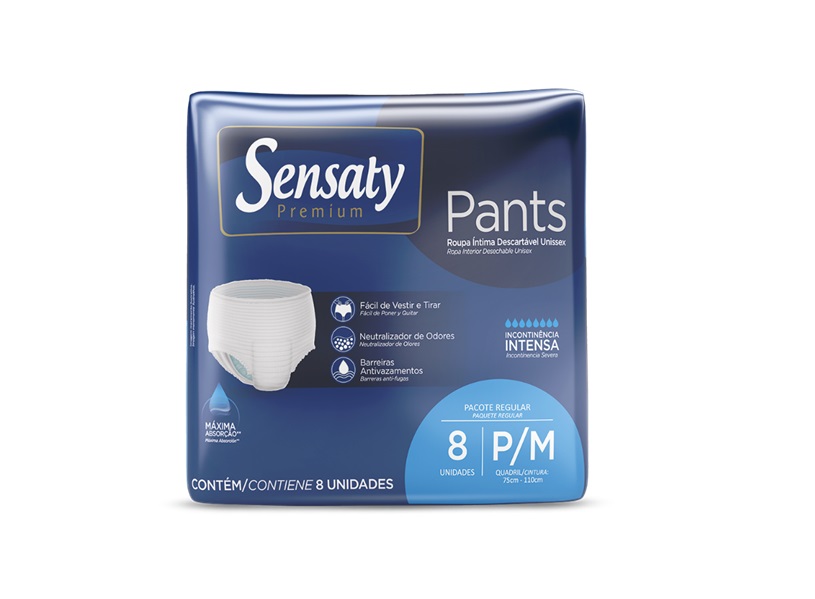 Sensaty
Premium
Pants
Roupa Íntima Descartável Unissex
Ropa Interior Desechable Unisex
Fácil de Vestir e Tirar
Fácil de Poner y Quitar
Neutralizador de Odores
Neutralizador de Olores
Barreiras
Antivazamentos
Barreras anti-fugas
INCONTINÊNCIA
INTENSA
Incontinencia Severa
MÁXIMA
ABSORÇÃO**
Máxima Absorción**
PACOTE REGULAR
PAQUETE REGULAR
8
UNIDADES
P/M
QUADRIL/CINTURA:
75cm - 110cm
CONTÉM/CONTIENE 8 UNIDADES